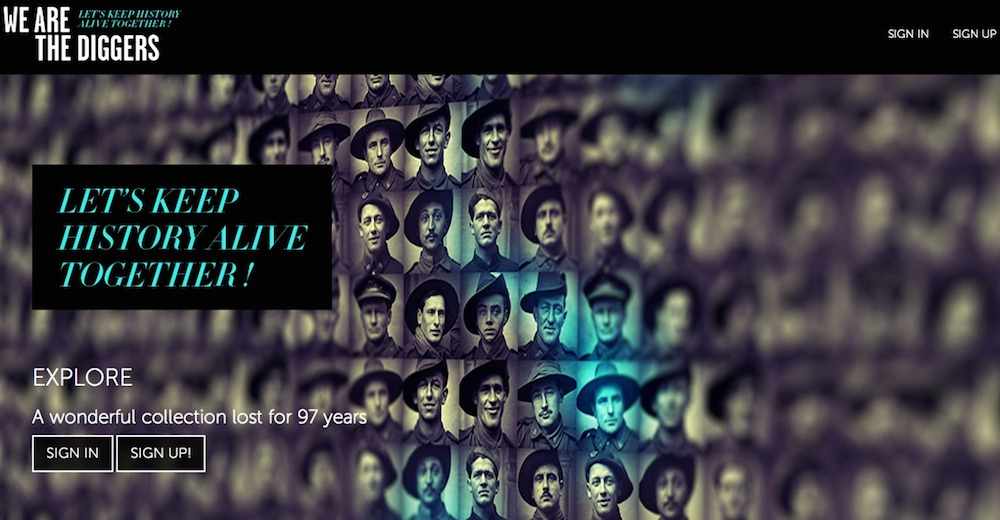 WE ARE
THE DIGGERS
LET'S KEEP HISTORY
ALIVE TOGETHER!
SIGN IN
SIGN UP
LET'S KEEP
HISTORY ALIVE
TOGETHER!
EXPLORE
A wonderful collection lost for 97 years
SIGN IN
SIGN UP!